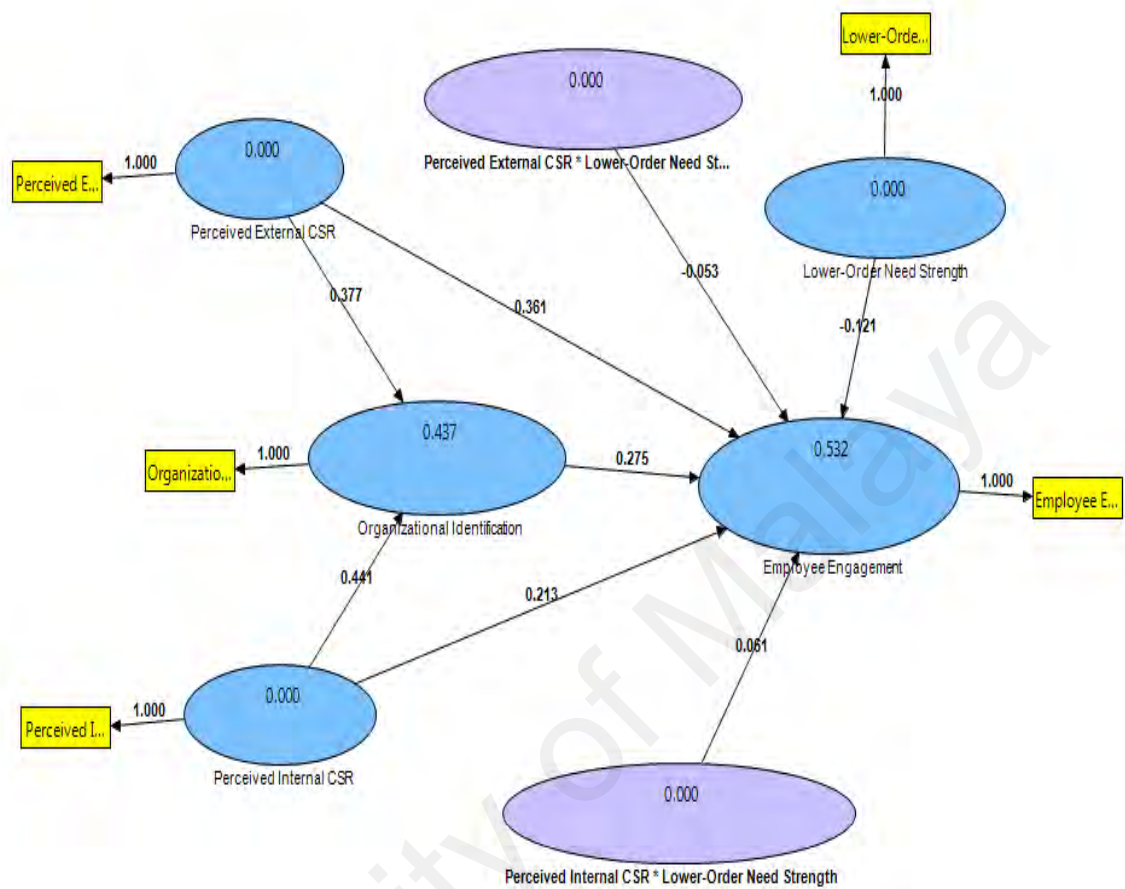 Lower-Orde...
0.000
1.000
Perceived External CSR * Lower-Order Need St...
0.000
1.000
Perceived E...
0.000
Perceived External CSR
Lower-Order Need Strength
-0.053
0.377
0.361
-0.121
0.437
0.532
1.000
Organizatio...
0.275
1.000
Employee E...
Organizational Identification
Employee Engagement
0.441
0.213
0.061
0.000
1.000
Perceived I...
Perceived Internal CSR
0.000
Perceived Internal CSR * Lower-Order Need Strength
ity of Malaya